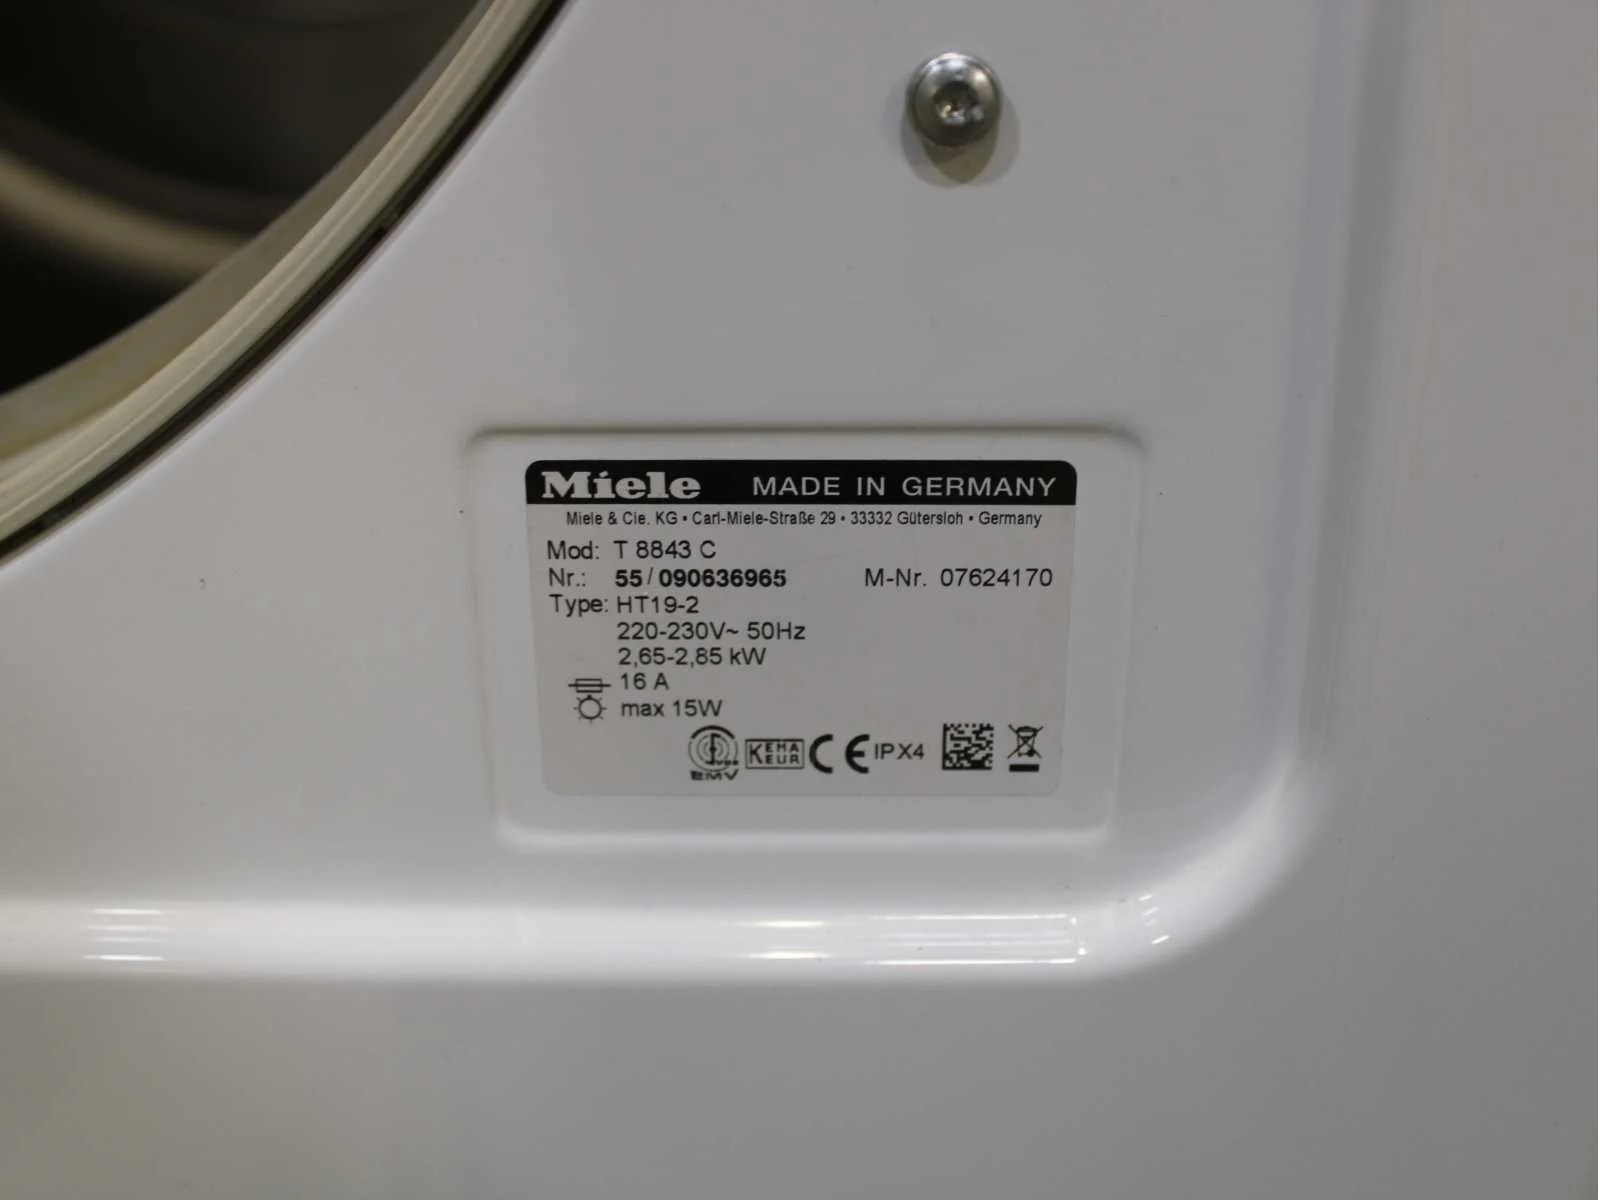 Miele MADE IN GERMANY
Miele & Cie. KG • Carl-Miele-Straße 29 • 33332 Gütersloh • Germany
Mod: T 8843 C
Nr.: 55/090636965 M-Nr. 07624170
Type: HT19-2
220-230V~ 50Hz
2,65-2,85 kW
16 A
max 15W
EMV KEMA KEUR CE IPX4